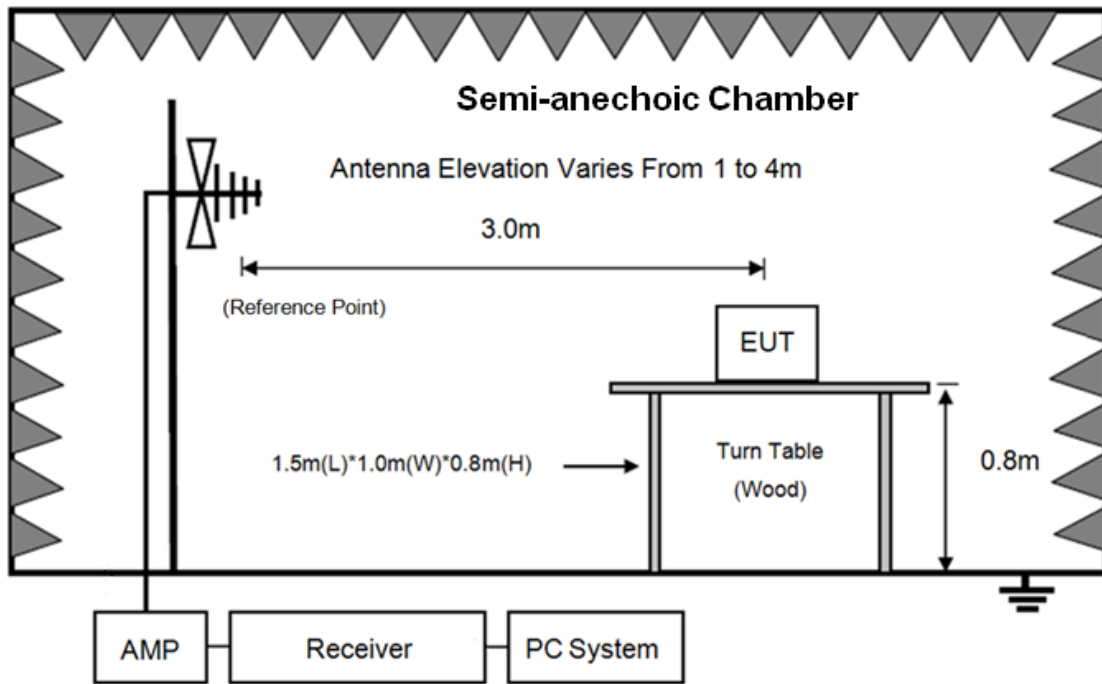 Semi-anechoic Chamber
Antenna Elevation Varies From 1 to 4m
3.0m
(Reference Point)
EUT
1.5m(L)*1.0m(W)*0.8m(H)
Turn Table
(Wood)
0.8m
AMP
Receiver
PC System